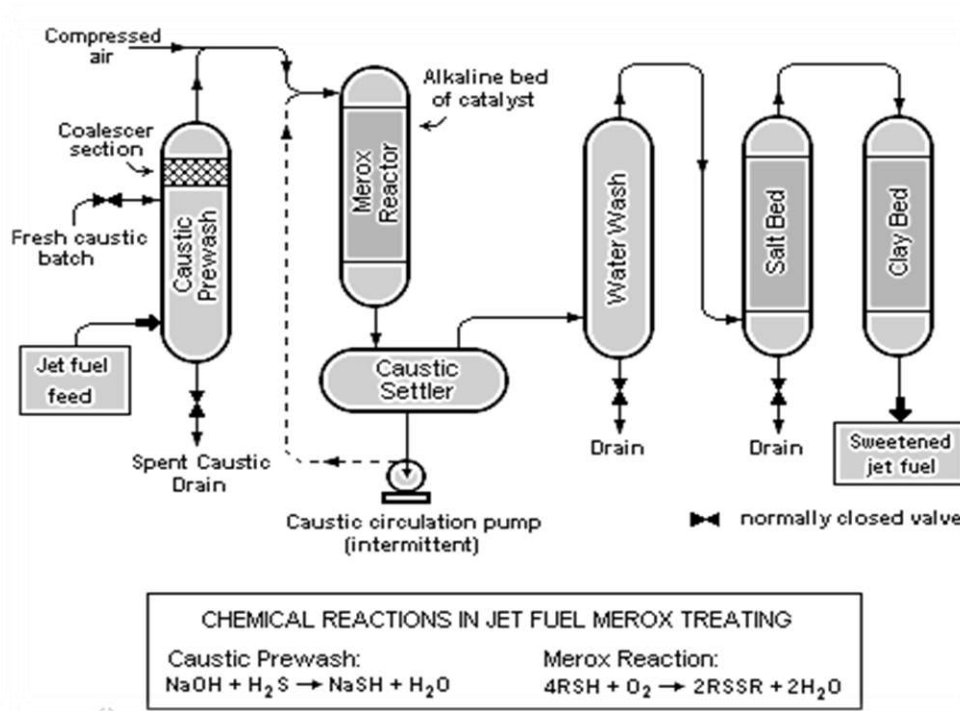 Compressed
air
Alkaline bed
of catalyst
Coalescer
section
Fresh caustic
batch
Caustic
Prewash
Merox
Reactor
Water Wash
Salt Bed
Clay Bed
Jet fuel
feed
Caustic
Settler
Spent Caustic
Drain
Drain
Drain
Sweetened
jet fuel
Caustic circulation pump
(intermittent)
normally closed valve
CHEMICAL REACTIONS IN JET FUEL MEROX TREATING
Caustic Prewash:
NaOH + H₂S → NaSH + H₂O
Merox Reaction:
4RSH + O₂ → 2RSSR + 2H₂O